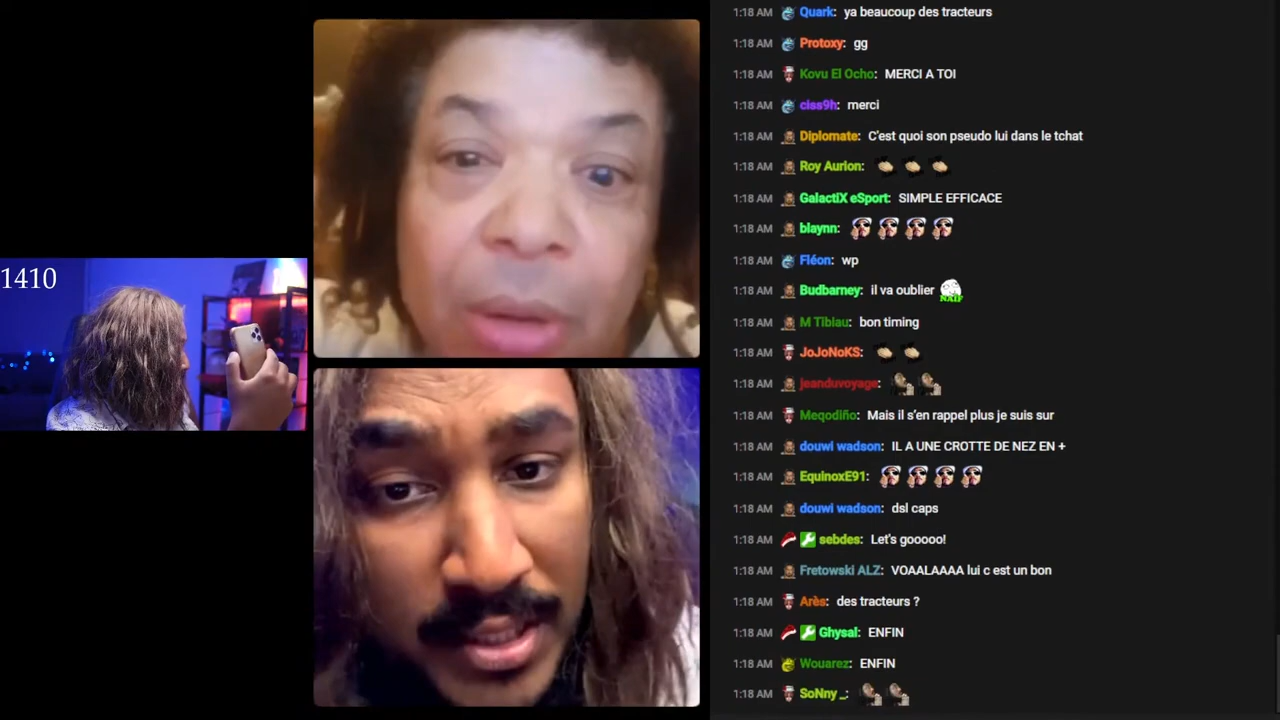 1410
1:18 AM Quark: ya beaucoup des tracteurs
1:18 AM Protoxy: gg
1:18 AM Kovu El Ocho: MERCI A TOI
1:18 AM ciss9h: merci
1:18 AM Diplomate: C'est quoi son pseudo lui dans le tchat
1:18 AM Roy Aurion:
1:18 AM GalactIX eSport: SIMPLE EFFICACE
1:18 AM blaynn:
1:18 AM Fléon: wp
1:18 AM Budbarney: il va oublier NAIF
1:18 AM M Tiblau: bon timing
1:18 AM JoJoNoKS:
1:18 AM jeanduvoyage:
1:18 AM Meqodiño: Mais il s'en rappel plus je suis sur
1:18 AM douwi wadson: IL A UNE CROTTE DE NEZ EN +
1:18 AM EquinoxE91:
1:18 AM douwi wadson: dsl caps
1:18 AM sebdes: Let's gooooo!
1:18 AM Fretowski ALZ: VOAALAAAA lui c est un bon
1:18 AM Arès: des tracteurs ?
1:18 AM Ghysal: ENFIN
1:18 AM Wouarez: ENFIN
1:18 AM SoNny _: